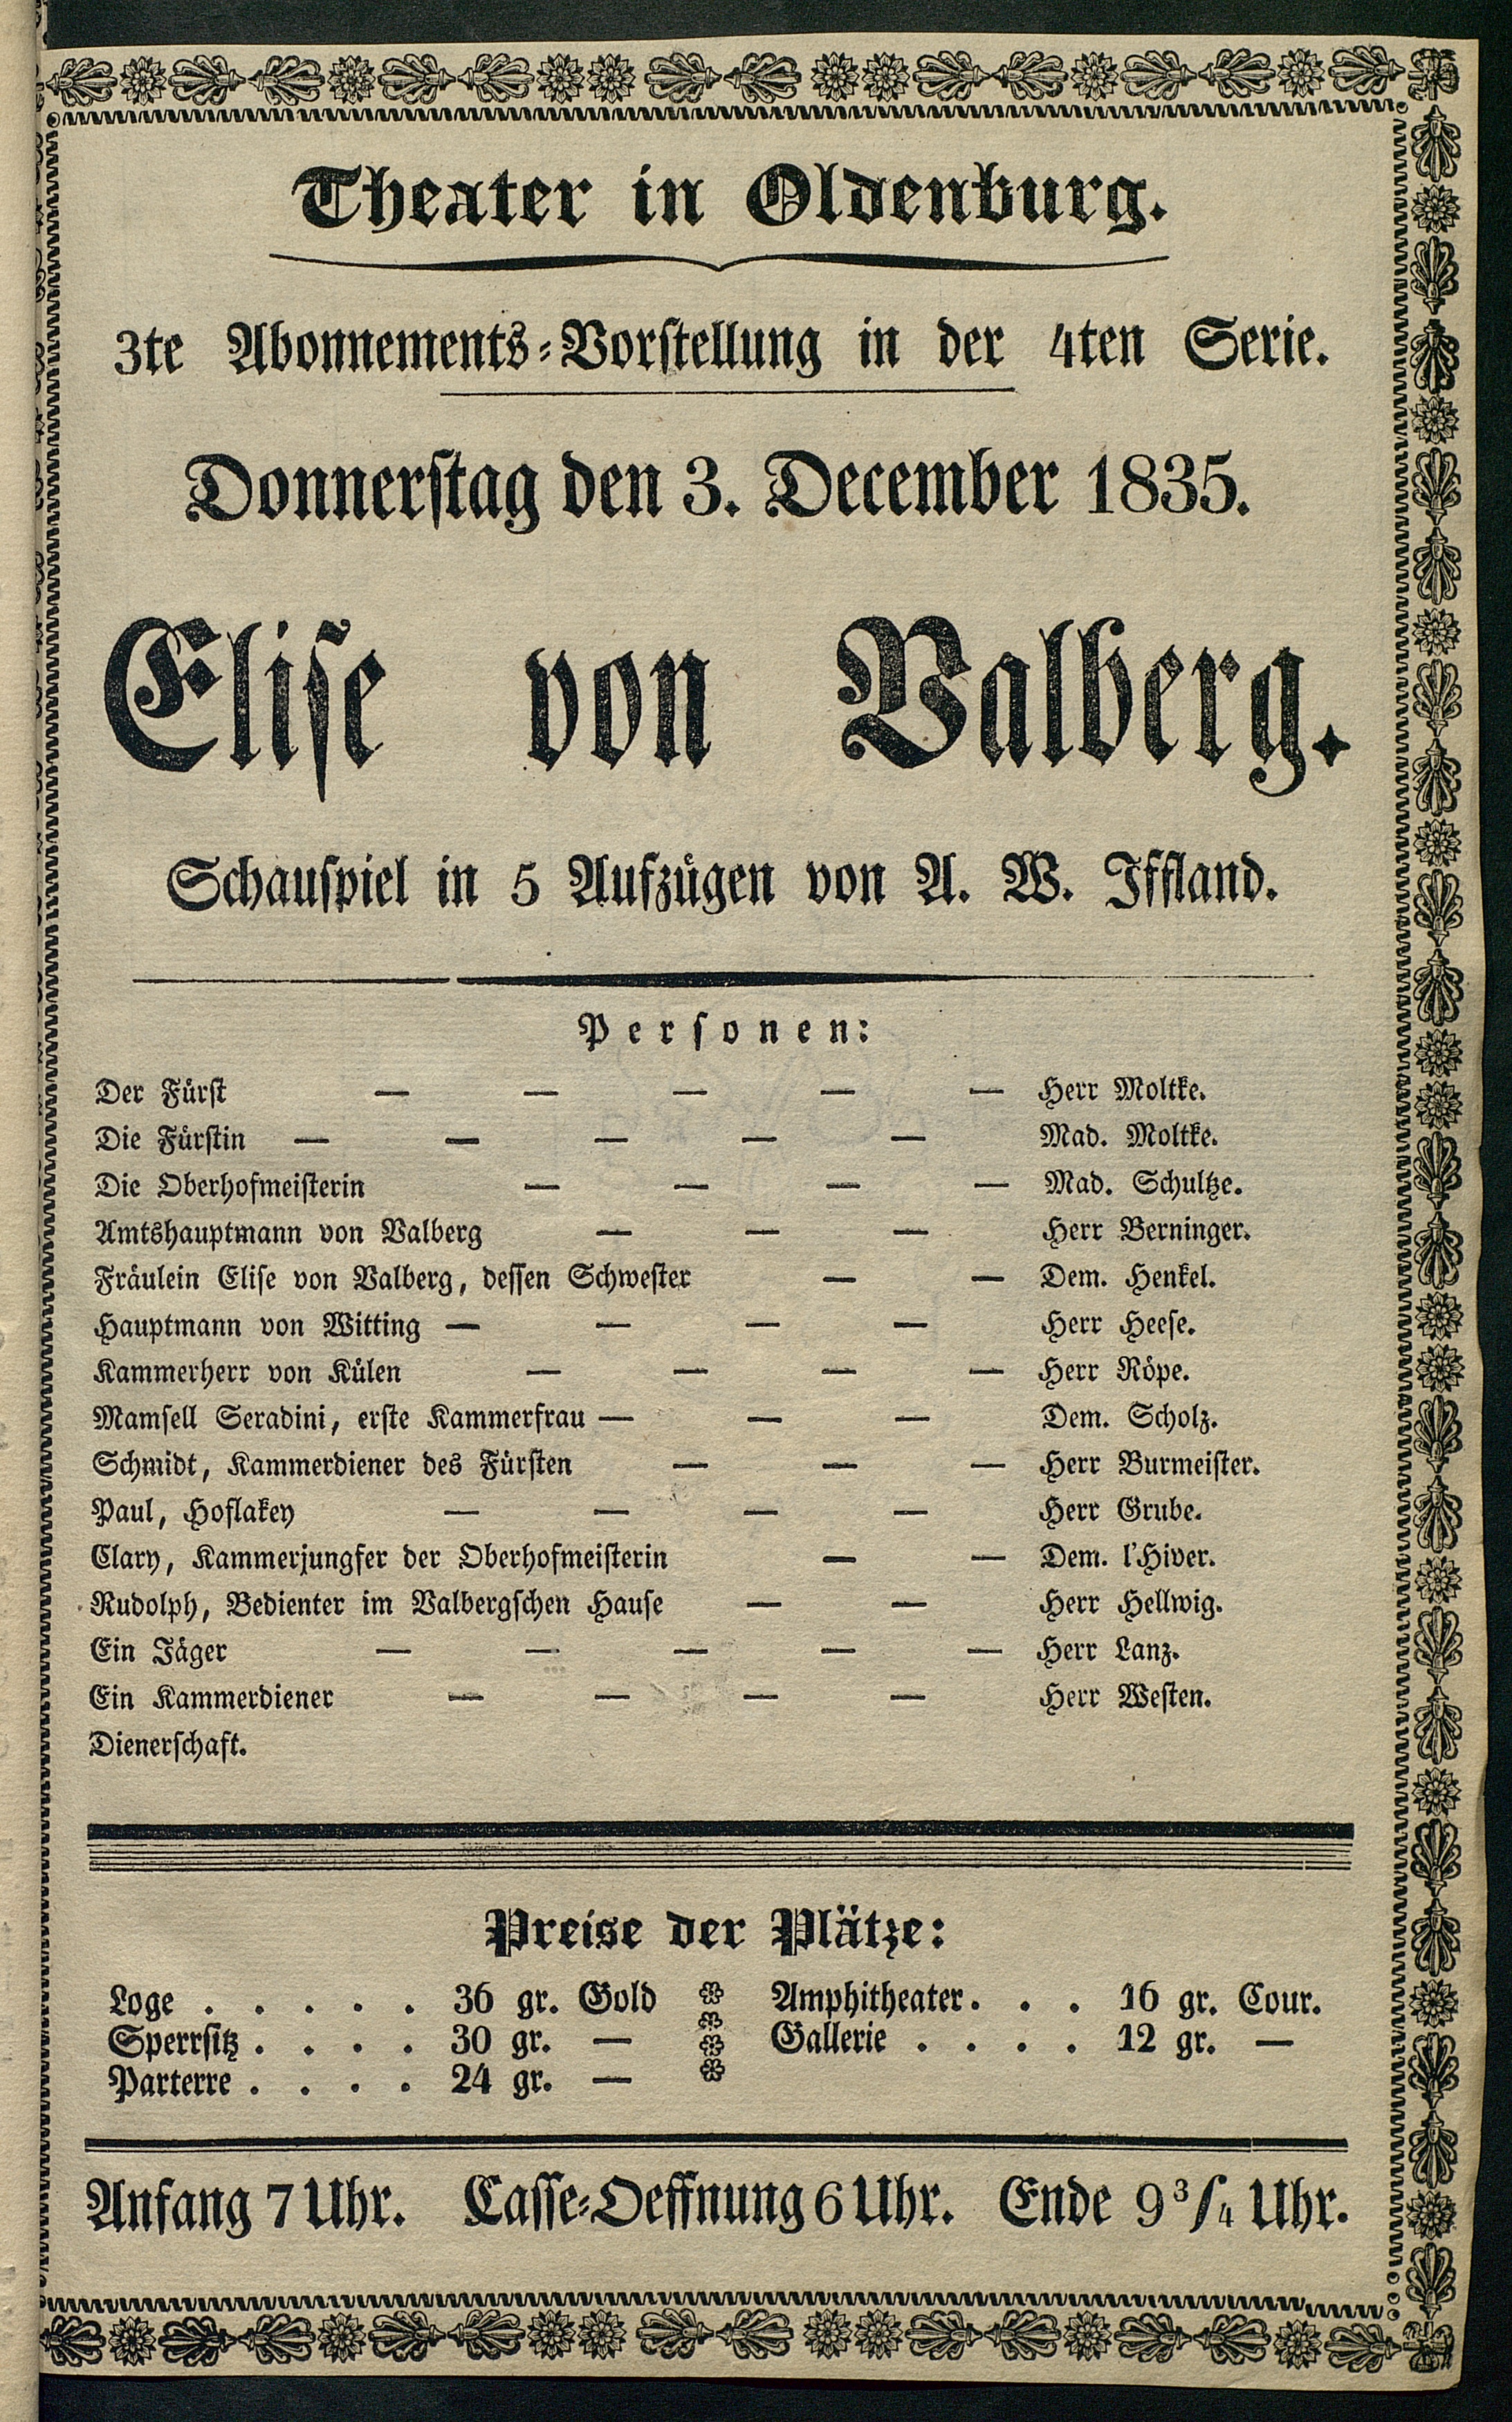 Theater in Oldenburg.
3te Abonnements-Vorstellung in der 4ten Serie.
Donnerstag den 3. December 1835.
Elise von Valberg.
Schauspiel in 5 Aufzügen von A. W. Iffland.
Personen:
Der Fürst — — — — — Herr Moltke.
Die Fürstin — — — — — Mad. Moltke.
Die Oberhofmeisterin — — — — Mad. Schultze.
Amtshauptmann von Valberg — — — Herr Berninger.
Fräulein Elise von Valberg, dessen Schwester — — Dem. Henkel.
Hauptmann von Witting — — — — Herr Heese.
Kammerherr von Külen — — — — Herr Röpe.
Mamsell Seradini, erste Kammerfrau — — — Dem. Scholz.
Schmidt, Kammerdiener des Fürsten — — — Herr Burmeister.
Paul, Hoflakey — — — — Herr Grube.
Clary, Kammerjungfer der Oberhofmeisterin — — Dem. l'Hiver.
Rudolph, Bedienter im Valbergschen Hause — — Herr Hellwig.
Ein Jäger — — — — — Herr Lanz.
Ein Kammerdiener — — — — Herr Westen.
Dienerschaft.
Preise der Plätze:
Loge . . . . . 36 gr. Gold Amphitheater. . . 16 gr. Cour.
Sperrsitz . . . . 30 gr. — Gallerie . . . . 12 gr. —
Parterre . . . . 24 gr. —
Anfang 7 Uhr. Casse-Oeffnung 6 Uhr. Ende 9 3/4 Uhr.